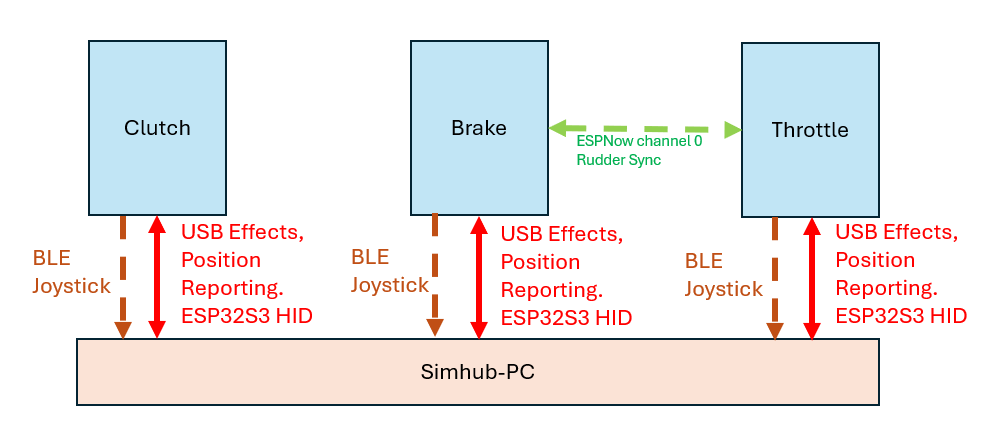 Clutch
Brake
Throttle
ESPNow channel 0
Rudder Sync
BLE
Joystick
USB Effects,
Position
Reporting.
ESP32S3 HID
BLE
Joystick
USB Effects,
Position
Reporting.
ESP32S3 HID
BLE
Joystick
USB Effects,
Position
Reporting.
ESP32S3 HID
Simhub-PC